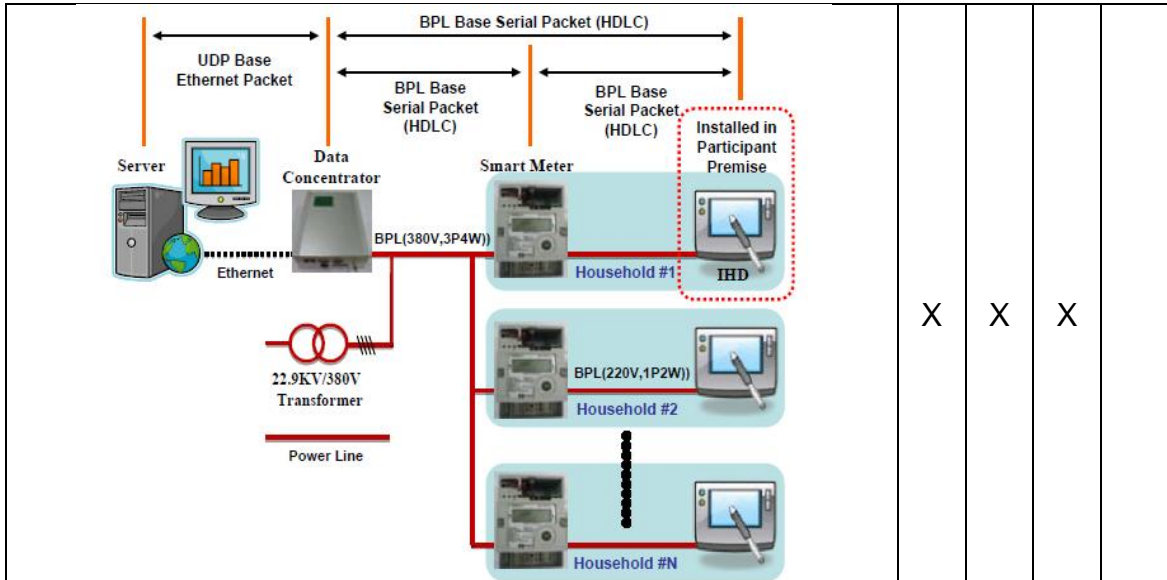 BPL Base Serial Packet (HDLC)
UDP Base
Ethernet Packet
BPL Base
Serial Packet
(HDLC)
BPL Base
Serial Packet
(HDLC)
Installed in
Participant
Premise
Server
Data
Concentrator
Smart Meter
BPL(380V,3P4W))
Ethernet
Household #1
IHD
X X X
22.9KV/380V
Transformer
BPL(220V,1P2W))
Household #2
Power Line
Household #N